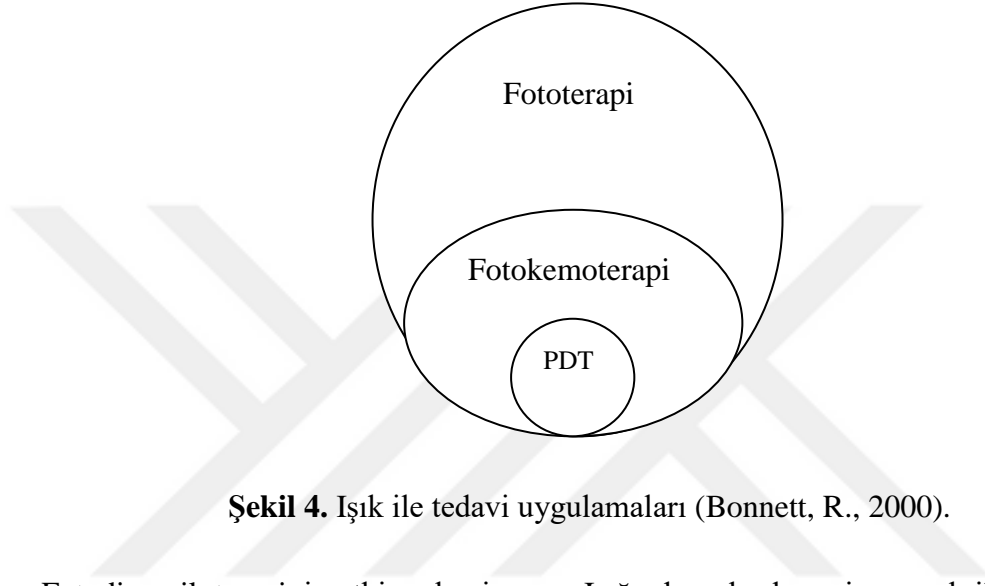 Fototerapi
Fotokemoterapi
PDT
Şekil 4. Işık ile tedavi uygulamaları (Bonnett, R., 2000).